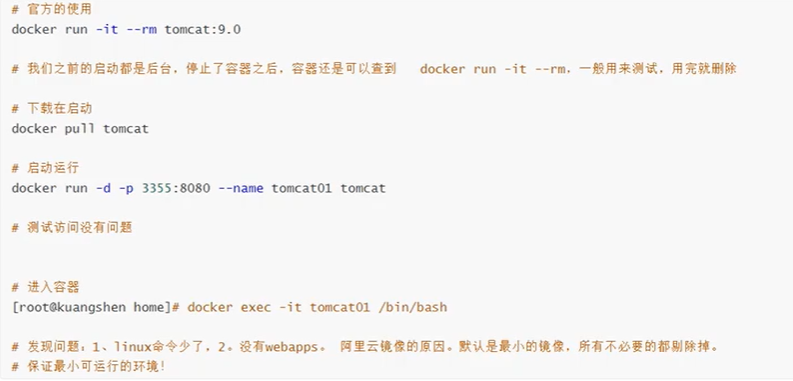 # 官方的使用
docker run -it --rm tomcat:9.0
# 我们之前的启动都是后台，停止了容器之后，容器还是可以查到 docker run -it --rm，一般用来测试，用完就删除
# 下载在启动
docker pull tomcat
# 启动运行
docker run -d -p 3355:8080 --name tomcat01 tomcat
# 测试访问没有问题
# 进入容器
[root@kuangshen home]# docker exec -it tomcat01 /bin/bash
# 发现问题：1、linux命令少了，2。没有webapps。 阿里云镜像的原因。默认是最小的镜像，所有不必要的都剔除掉。
# 保证最小可运行的环境！